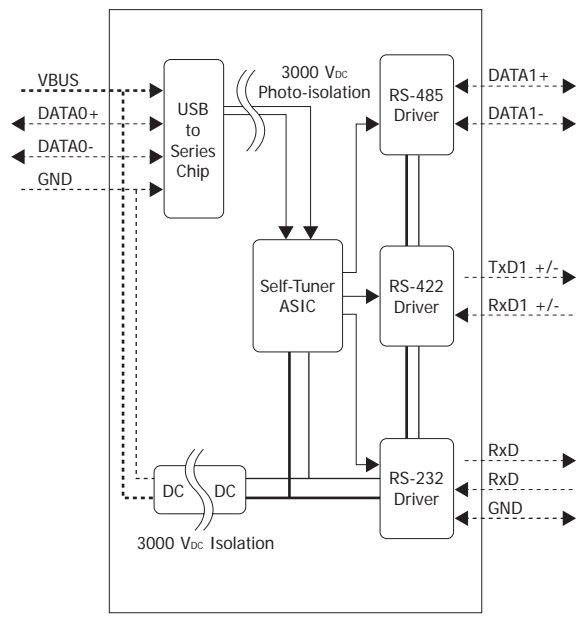 VBUS
DATA0+
DATA0-
GND
USB
to
Series
Chip
3000 VDC
Photo-isolation
RS-485
Driver
DATA1+
DATA1-
Self-Tuner
ASIC
RS-422
Driver
TxD1 +/-
RxD1 +/-
DC DC
3000 VDC Isolation
RS-232
Driver
RxD
RxD
GND